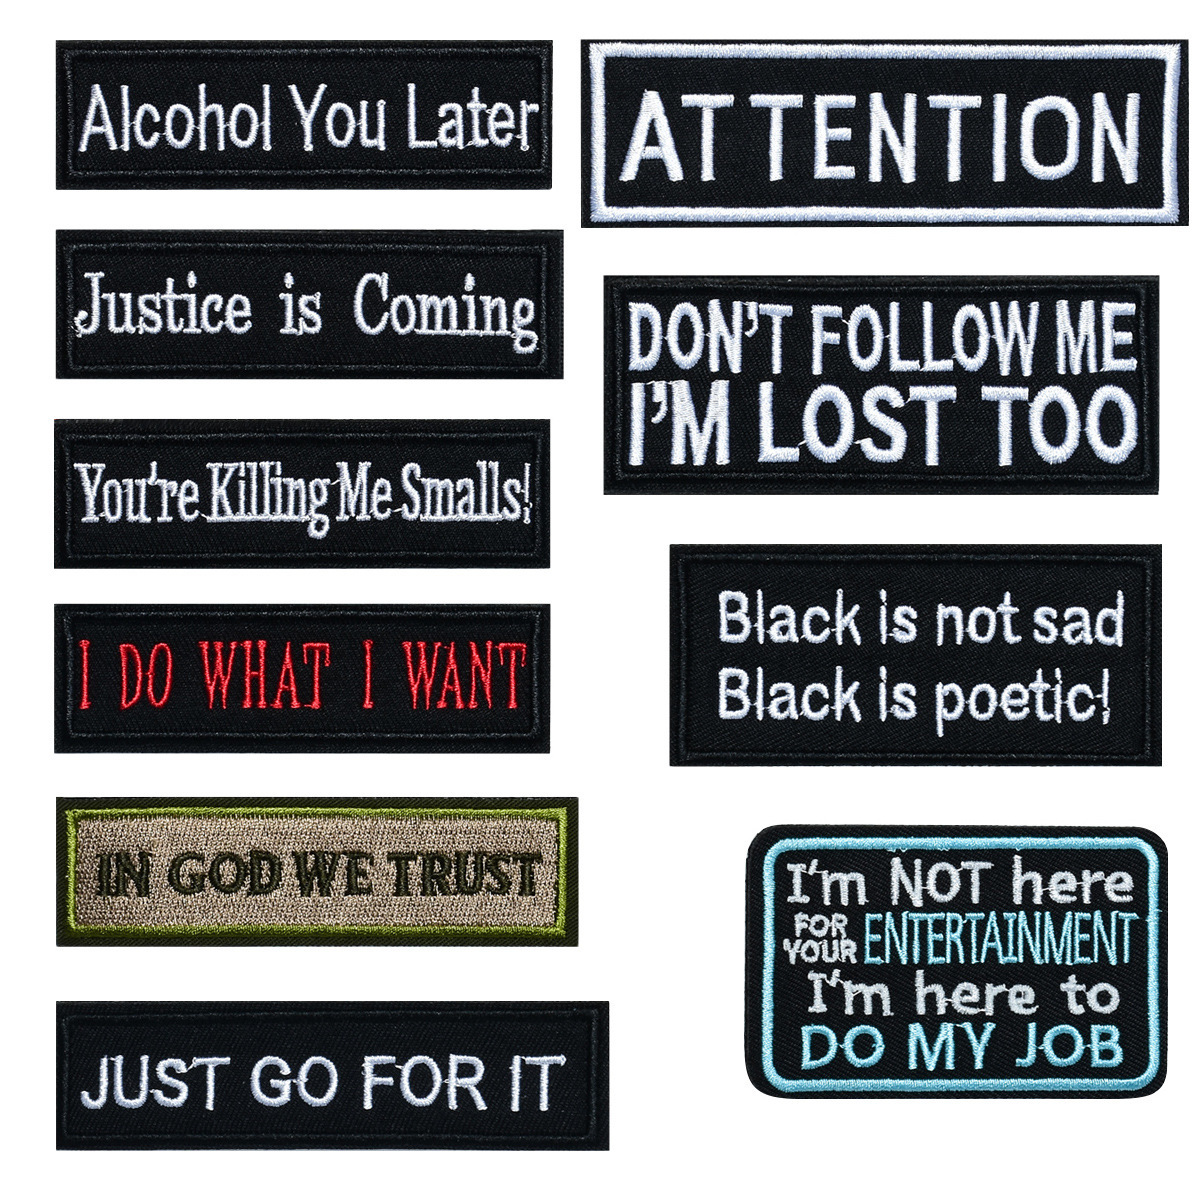 Alcohol You Later
Justice is Coming
You're Killing Me Smalls!
I DO WHAT I WANT
IN GOD WE TRUST
JUST GO FOR IT
ATTENTION
DON'T FOLLOW ME
I'M LOST TOO
Black is not sad
Black is poetic!
I'm NOT here
FOR YOUR ENTERTAINMENT
I'm here to
DO MY JOB